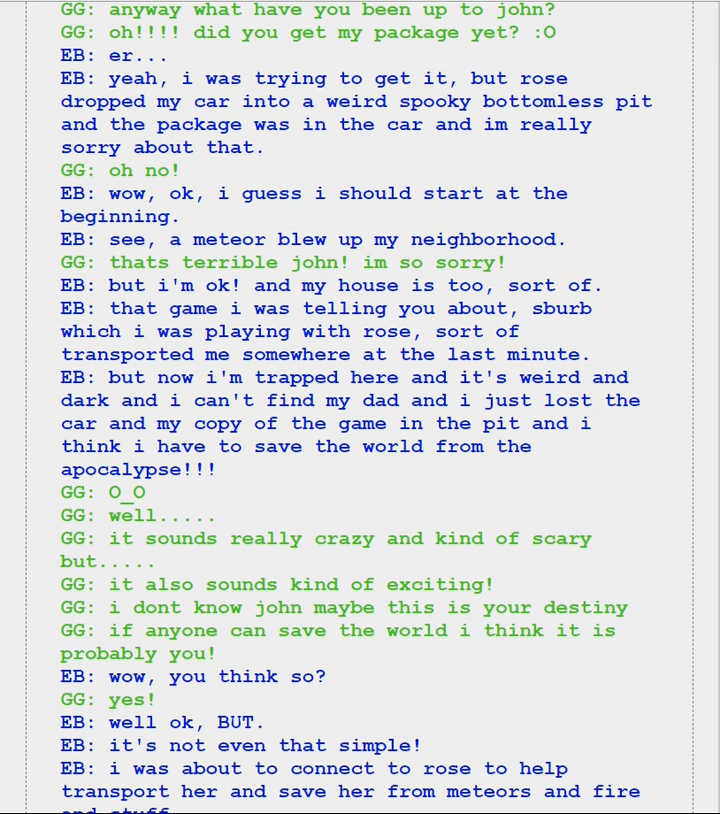 GG: anyway what have you been up to john?
GG: oh!!!! did you get my package yet? :O
EB: er...
EB: yeah, i was trying to get it, but rose
dropped my car into a weird spooky bottomless pit
and the package was in the car and im really
sorry about that.
GG: oh no!
EB: wow, ok, i guess i should start at the
beginning.
EB: see, a meteor blew up my neighborhood.
GG: thats terrible john! im so sorry!
EB: but i'm ok! and my house is too, sort of.
EB: that game i was telling you about, sburb
which i was playing with rose, sort of
transported me somewhere at the last minute.
EB: but now i'm trapped here and it's weird and
dark and i can't find my dad and i just lost the
car and my copy of the game in the pit and i
think i have to save the world from the
apocalypse!!!
GG: O_O
GG: well.....
GG: it sounds really crazy and kind of scary
but.....
GG: it also sounds kind of exciting!
GG: i dont know john maybe this is your destiny
GG: if anyone can save the world i think it is
probably you!
EB: wow, you think so?
GG: yes!
EB: well ok, BUT.
EB: it's not even that simple!
EB: i was about to connect to rose to help
transport her and save her from meteors and fire
and stuff